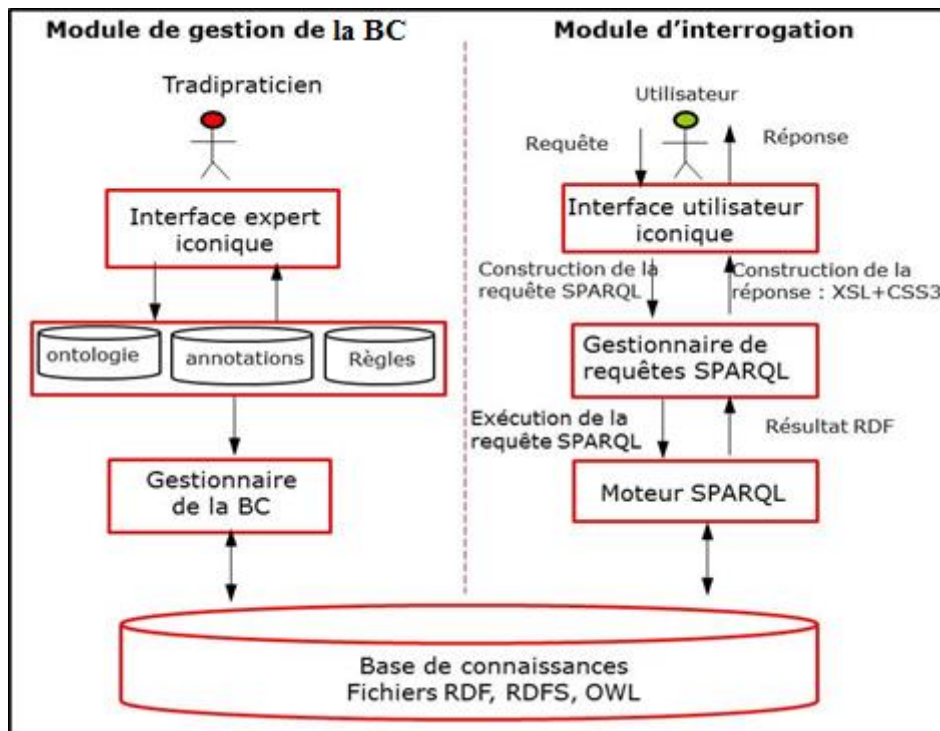 Module de gestion de la BC
Tradipraticien
Interface expert
iconique
ontologie
annotations
Règles
Gestionnaire
de la BC
Module d'interrogation
Utilisateur
Requête
Réponse
Interface utilisateur
iconique
Construction de la
requête SPARQL
Construction de la
réponse : XSL+CSS3
Gestionnaire de
requêtes SPARQL
Exécution de la
requête SPARQL
Résultat RDF
Moteur SPARQL
Base de connaissances
Fichiers RDF, RDFS, OWL